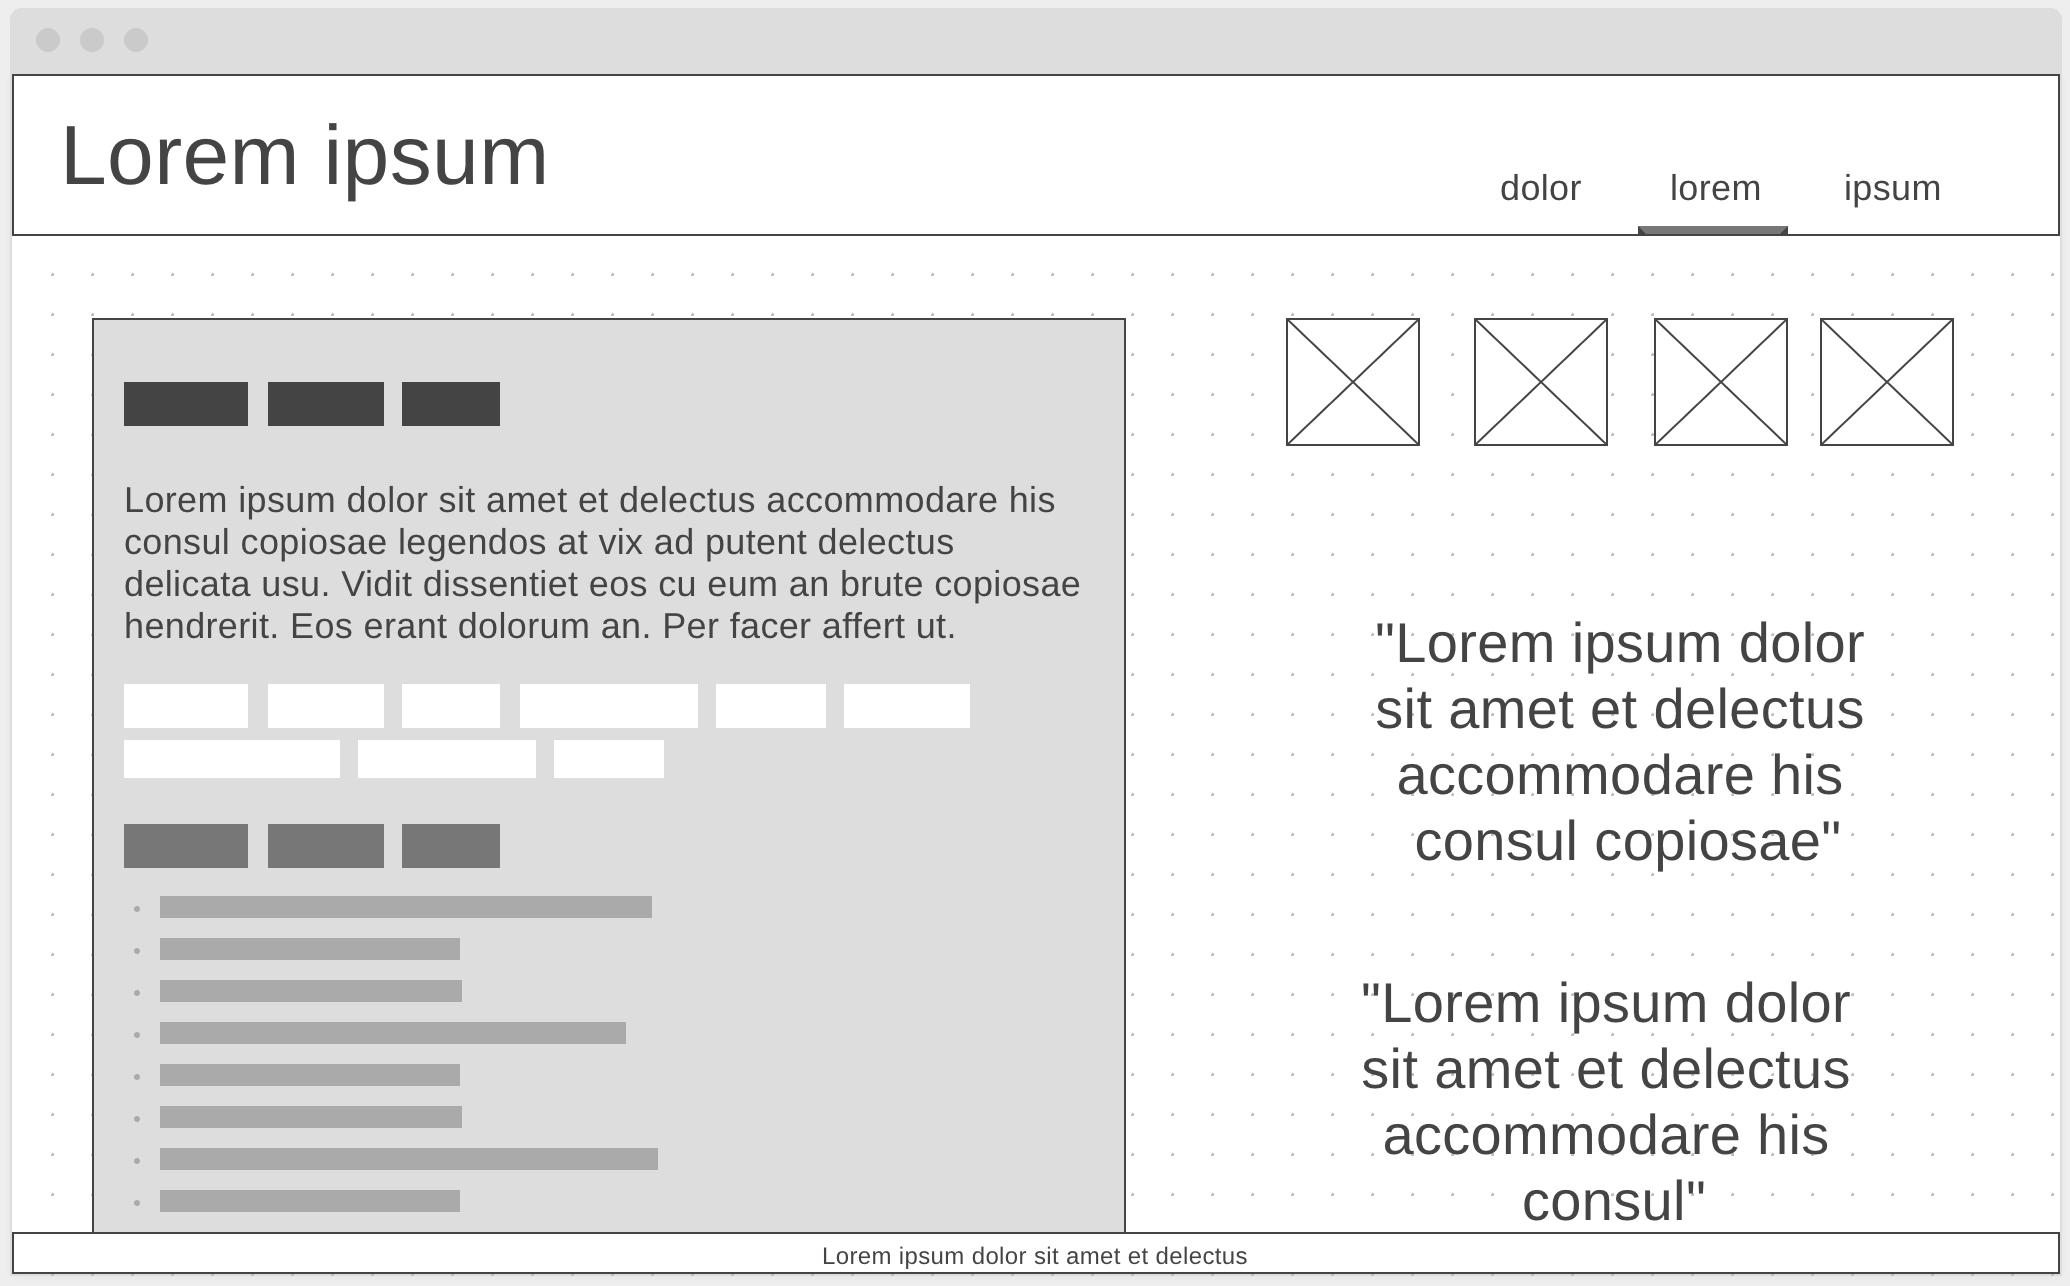 Lorem ipsum
dolor
lorem
ipsum
Lorem ipsum dolor sit amet et delectus accommodare his
consul copiosae legendos at vix ad putent delectus
delicata usu. Vidit dissentiet eos cu eum an brute copiosae
hendrerit. Eos erant dolorum an. Per facer affert ut.
"Lorem ipsum dolor
sit amet et delectus
accommodare his
consul copiosae"
"Lorem ipsum dolor
sit amet et delectus
accommodare his
consul"
Lorem ipsum dolor sit amet et delectus